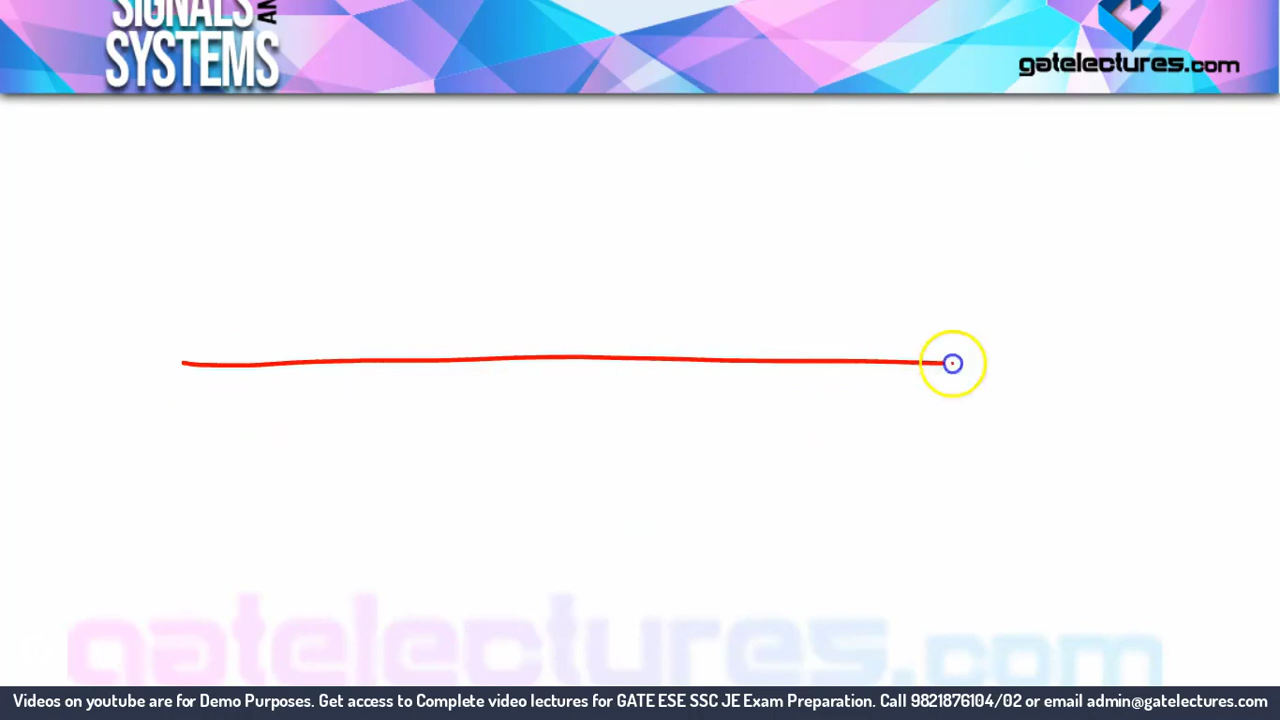 SIGNALS AN
SYSTEMS
gatelectures.com
gatelectures.com
Videos on youtube are for Demo Purposes. Get access to Complete video lectures for GATE ESE SSC JE Exam Preparation. Call 9821876104/02 or email admin@gatelectures.com